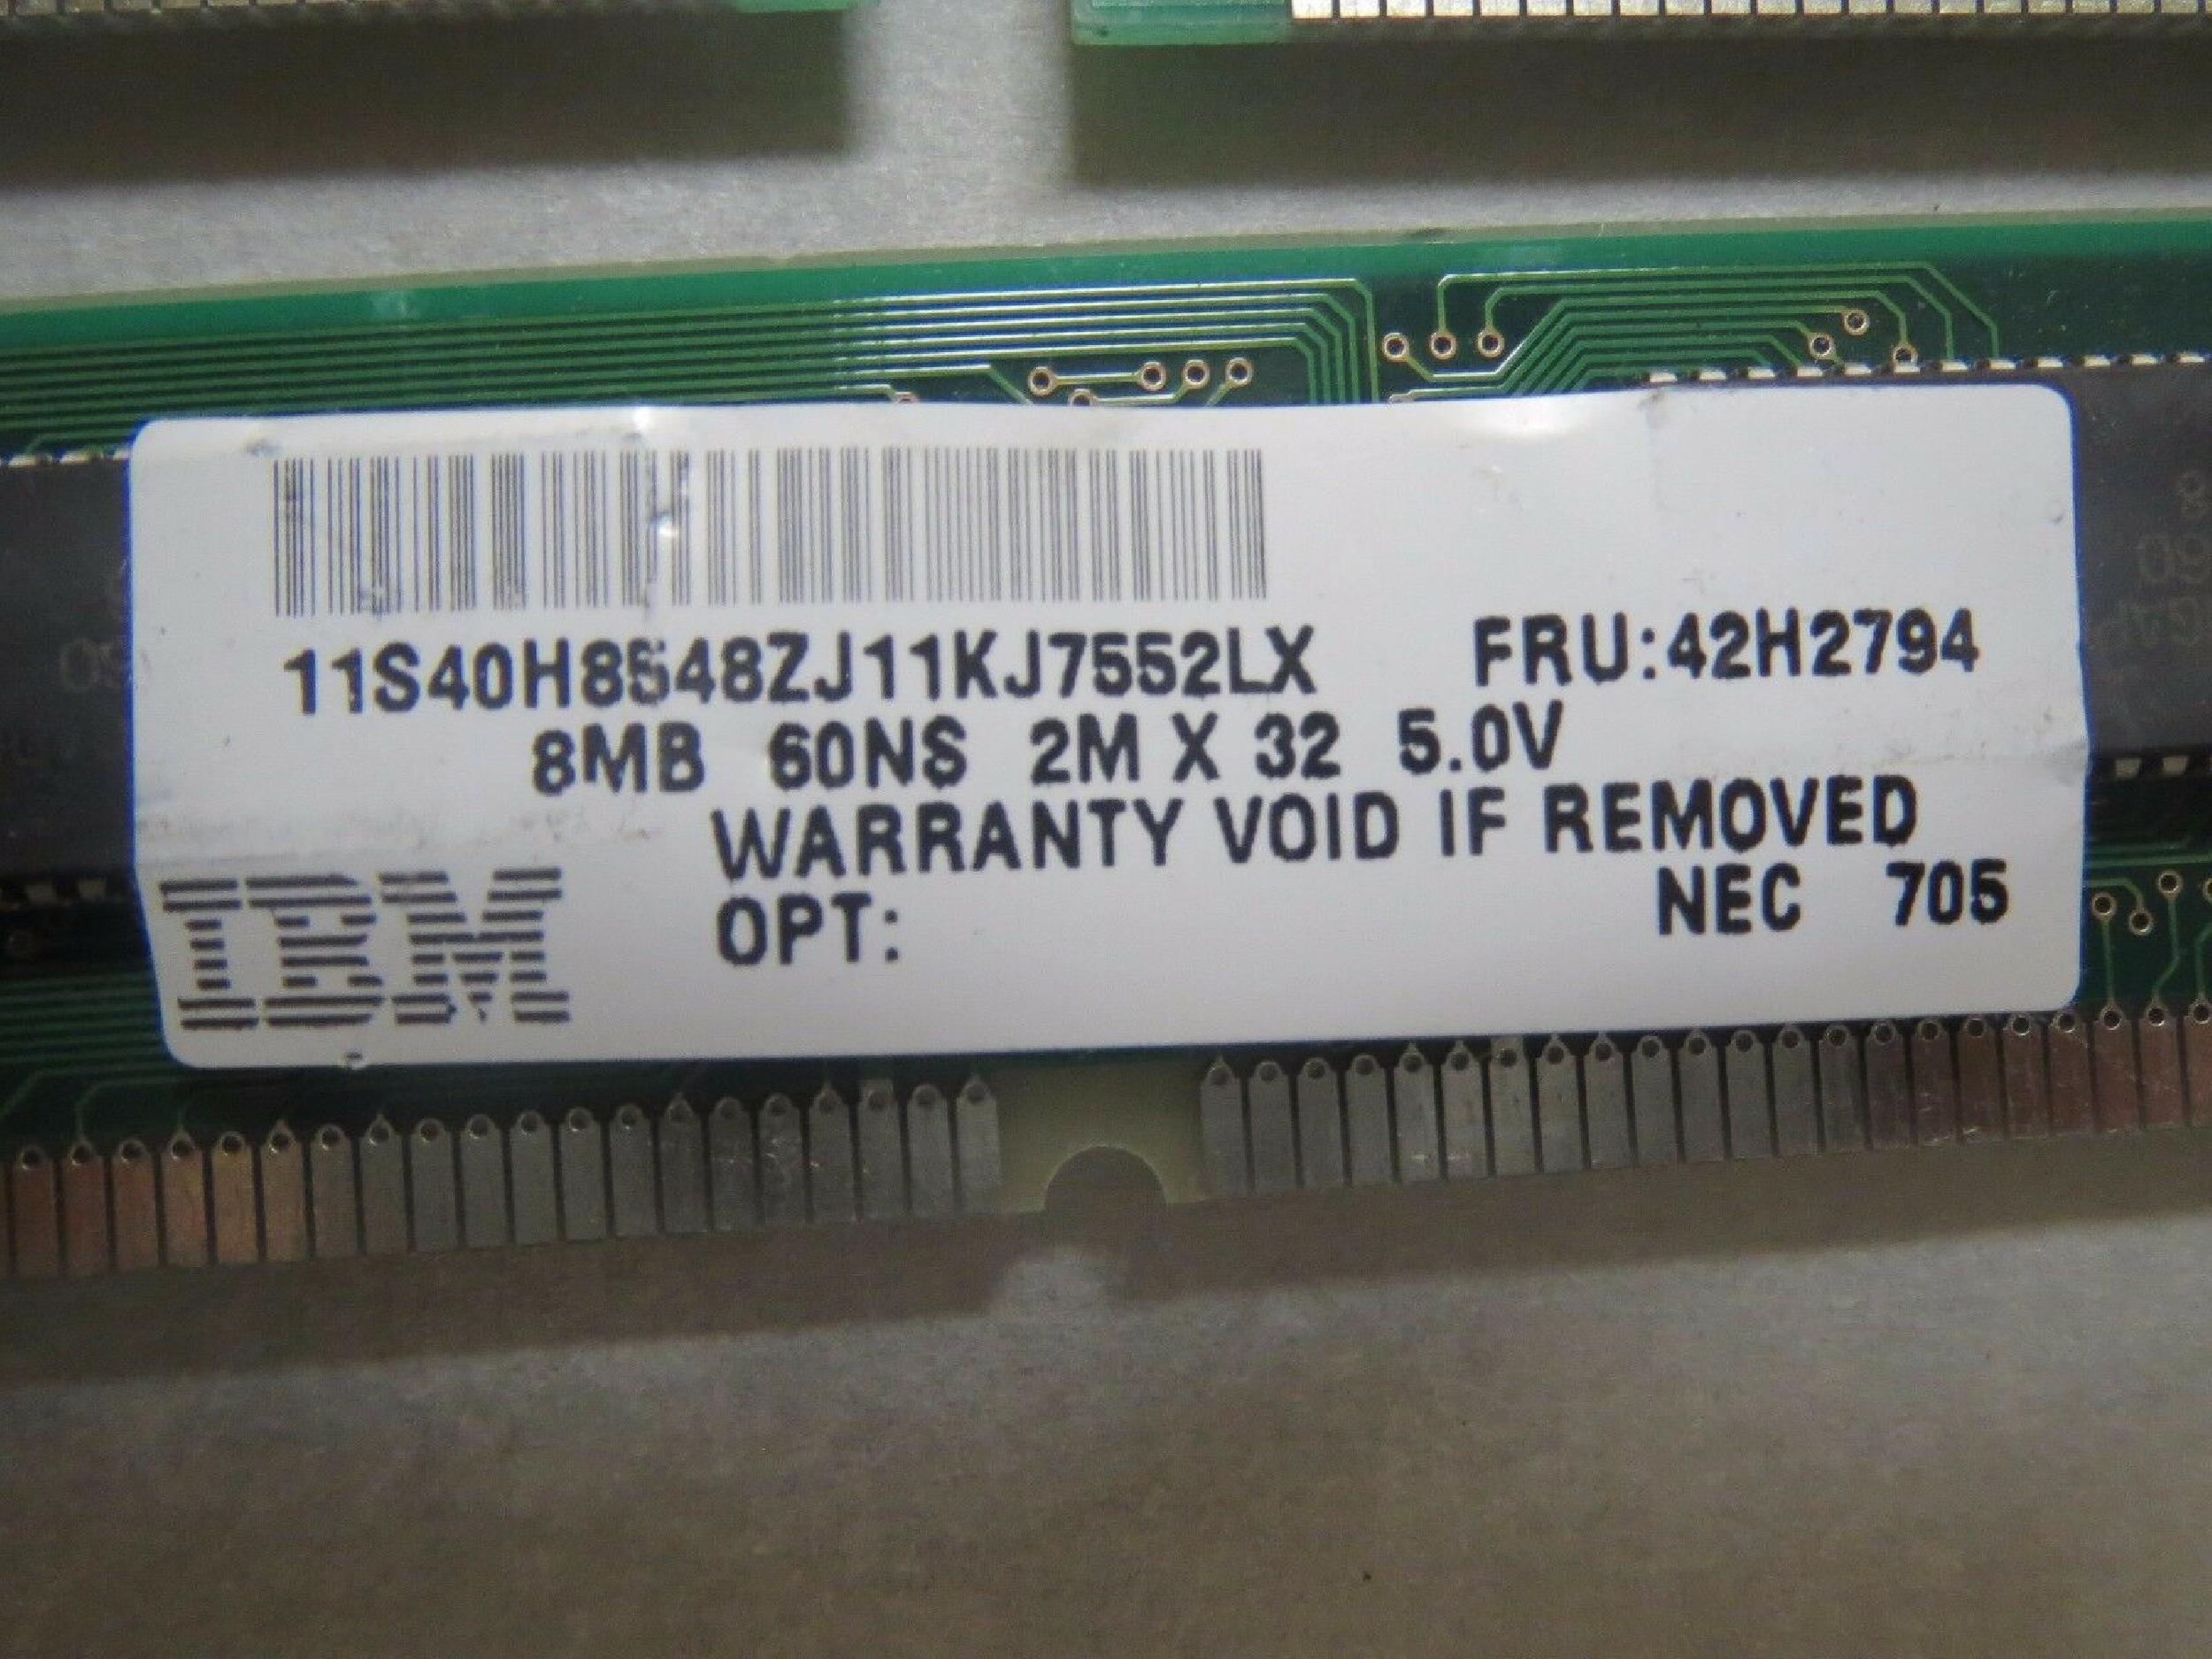 11S40H8548ZJ11KJ7552LX FRU:42H2794
8MB 60NS 2M X 32 5.0V
WARRANTY VOID IF REMOVED
IBM OPT: NEC 705